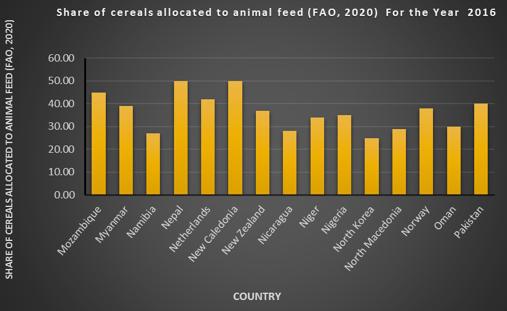 Share of cereals allocated to animal feed (FAO, 2020) For the Year 2016
SHARE OF CEREALS ALLOCATED TO ANIMAL FEED (FAO, 2020)
60.00
50.00
40.00
30.00
20.00
10.00
0.00
Mozambique
Myanmar
Namibia
Nepal
Netherlands
New Caledonia
New Zealand
Nicaragua
Niger
Nigeria
North Korea
North Macedonia
Norway
Oman
Pakistan
COUNTRY